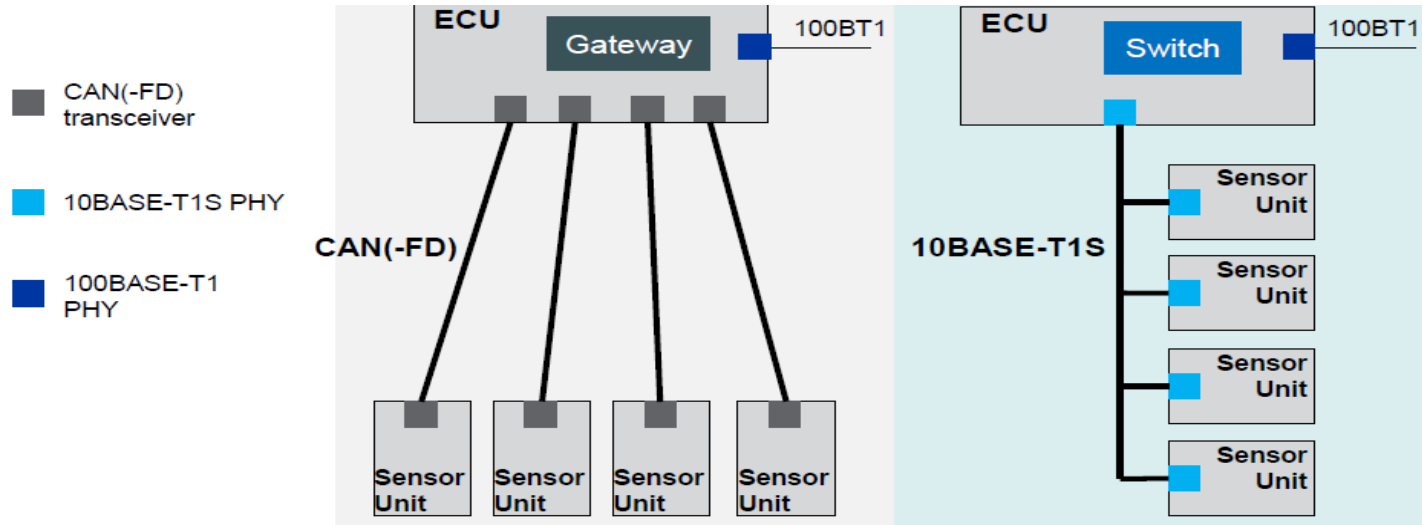 CAN(-FD)
transceiver
10BASE-T1S PHY
100BASE-T1
PHY
ECU
Gateway
100BT1
CAN(-FD)
Sensor
Unit
Sensor
Unit
Sensor
Unit
Sensor
Unit
ECU
Switch
100BT1
10BASE-T1S
Sensor
Unit
Sensor
Unit
Sensor
Unit
Sensor
Unit